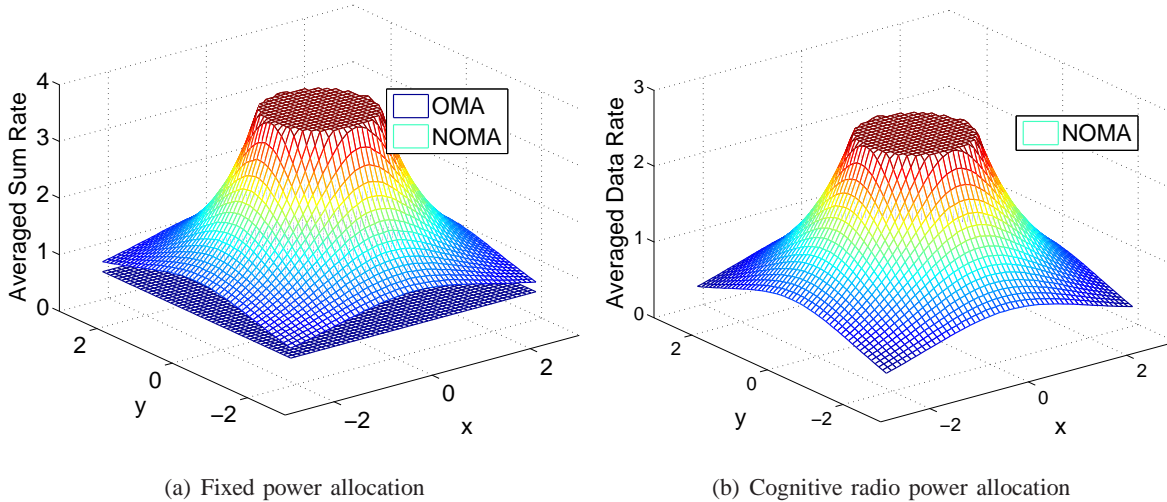 4
3
2
1
0
Averaged Sum Rate
OMA
NOMA
2
0
−2
y
−2
0
2
x
(a) Fixed power allocation
3
2
1
0
Averaged Data Rate
NOMA
2
0
−2
y
−2
0
2
x
(b) Cognitive radio power allocation